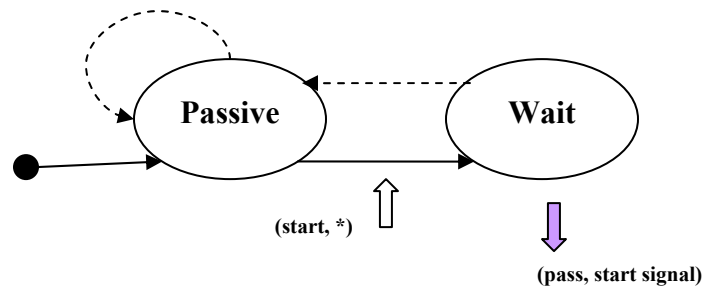 Passive
Wait
(start, *)
(pass, start signal)